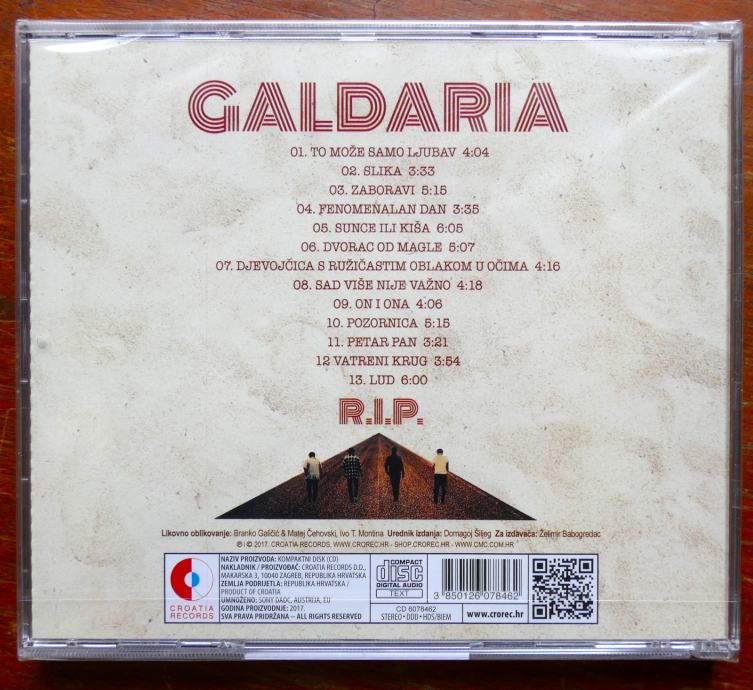 GALDARIA
01. TO MOŽE SAMO LJUBAV 4:04
02. SLIKA 3:33
03. ZABORAVI 5:15
04. FENOMENALAN DAN 3:35
05. SUNCE ILI KIŠA 6:05
06. DVORAC OD MAGLE 5:07
07. DJEVOJČICA S RUŽIČASTIM OBLAKOM U OČIMA 4:16
08. SAD VIŠE NIJE VAŽNO 4:18
09. ON I ONA 4:06
10. POZORNICA 5:15
11. PETAR PAN 3:21
12 VATRENI KRUG 3:54
13. LUD 6:00
R.I.P.
Likovno oblikovanje: Branko Galičić & Matej Čehovski, Ivo T. Montina Urednik izdanja: Domagoj Šiljeg Za izdavača: Želimir Babogredac
℗ I © 2017. CROATIA RECORDS, WWW.CROREC.HR - SHOP.CROREC.HR - WWW.CMC.COM.HR
CROATIA
RECORDS
NAZIV PROIZVODA: KOMPAKTNI DISK (CD)
NAKLADNIK / PROIZVOĐAČ: CROATIA RECORDS D.D.,
MAKARSKA 3, 10040 ZAGREB, REPUBLIKA HRVATSKA
ZEMLJA PODRIJETLA: REPUBLIKA HRVATSKA /
PRODUCT OF CROATIA
UMNOŽENO: SONY DADC, AUSTRIJA, EU
GODINA PROIZVODNJE: 2017.
SVA PRAVA PRIDRŽANA – ALL RIGHTS RESERVED
COMPACT
disc
DIGITAL AUDIO
TEXT
CD 6078462
STEREO • DDD • HDS/BIEM
3 850126 078462
www.crorec.hr